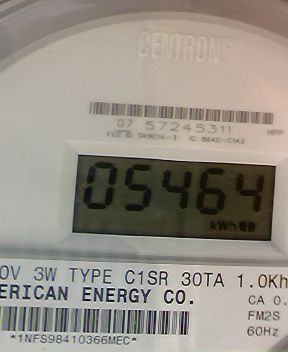 CENTRON®
07 57245311
05464
kWh
0V 3W TYPE C1SR 30TA 1.0Kh
ERICAN ENERGY CO.
CA 0.
FM2S
60Hz
*1NFS98410366MEC*